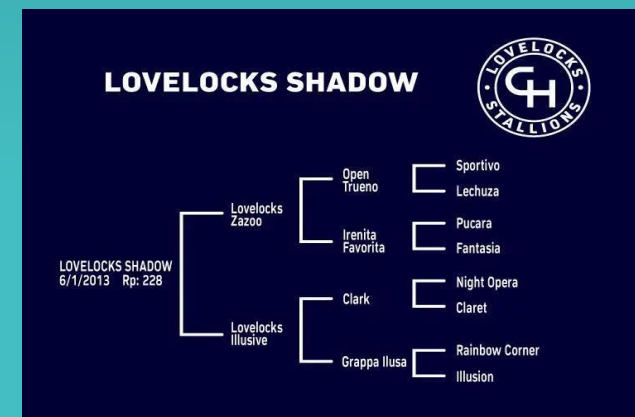 LOVELOCKS SHADOW
LOVELOCKS
CH
STALLIONS
Open
Trueno
Sportivo
Lechuza
Lovelocks
Zazoo
Irenita
Favorita
Pucara
Fantasia
LOVELOCKS SHADOW
6/1/2013 Rp: 228
Clark
Night Opera
Claret
Lovelocks
Illusive
Grappa Ilusa
Rainbow Corner
Illusion